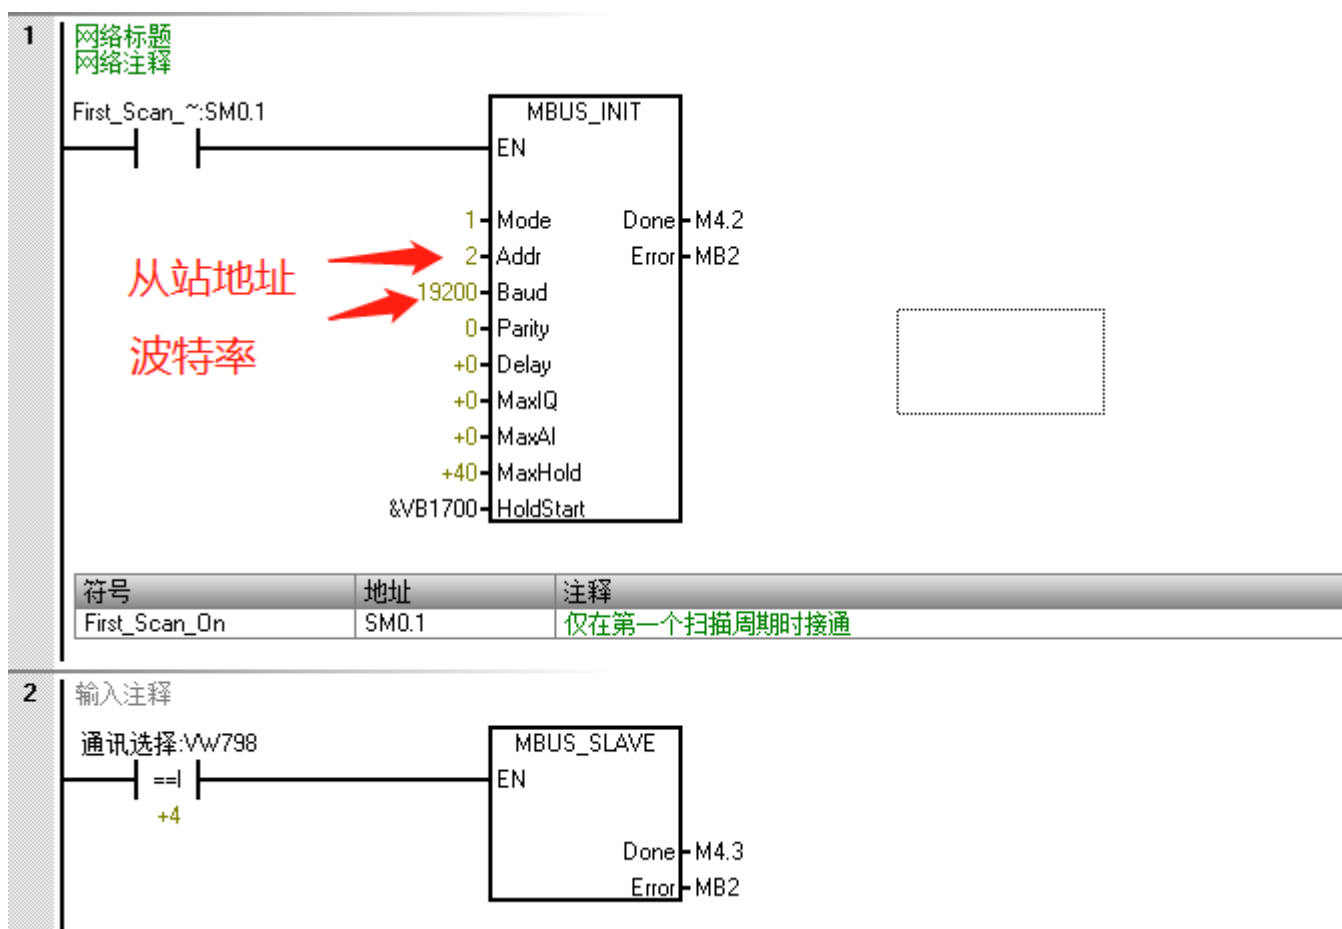 1
网络标题
网络注释
First_Scan_~:SM0.1
MBUS_INIT
EN
1 Mode Done M4.2
2 Addr Error MB2
从站地址
19200 Baud
0 Parity
波特率
+0 Delay
+0 MaxIQ
+0 MaxAI
+40 MaxHold
&VB1700 HoldStart
符号 地址 注释
First_Scan_On SM0.1 仅在第一个扫描周期时接通
2
输入注释
通讯选择:VW798
MBUS_SLAVE
==I
EN
+4
Done M4.3
Error MB2